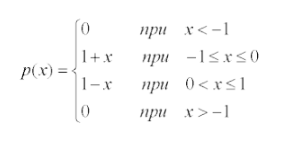 0 при x < −1
1 + x при −1 ≤ x ≤ 0
p(x) =
1 − x при 0 < x ≤ 1
0 при x > −1